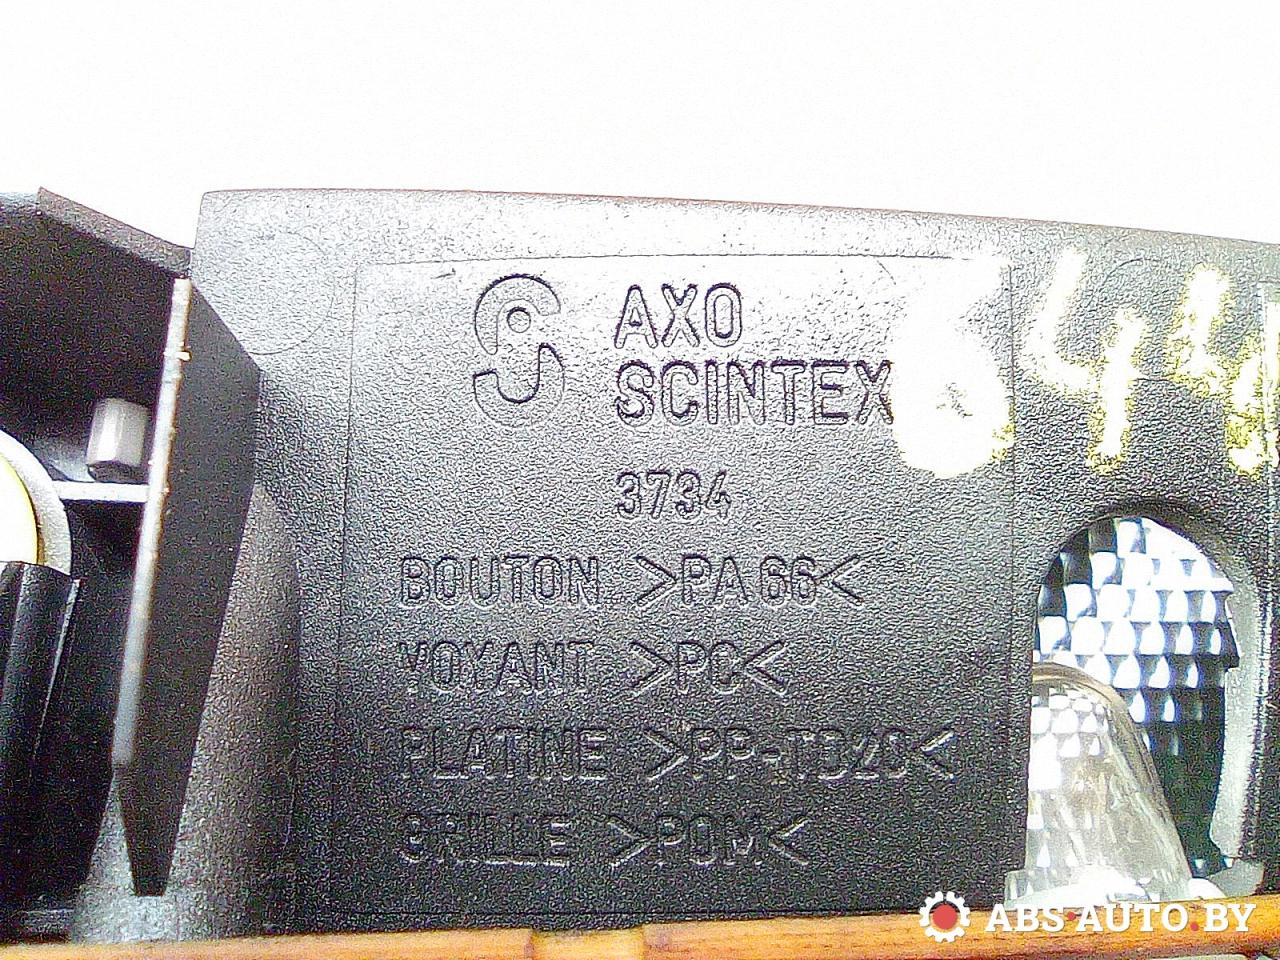 AXO
SCINTEX
3734
BOUTON >PA66<
VOYANT >PC<
PLATINE >PP-TD20<
GRILLE >POM<
ABS-AUTO.BY